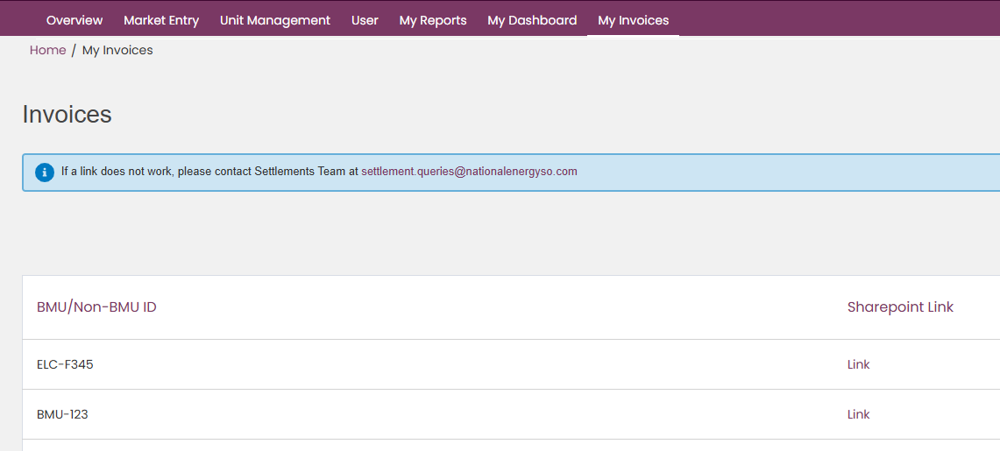 Overview Market Entry Unit Management User My Reports My Dashboard My Invoices
Home / My Invoices
Invoices
If a link does not work, please contact Settlements Team at settlement.queries@nationalenergyso.com
BMU/Non-BMU ID Sharepoint Link
ELC-F345 Link
BMU-123 Link